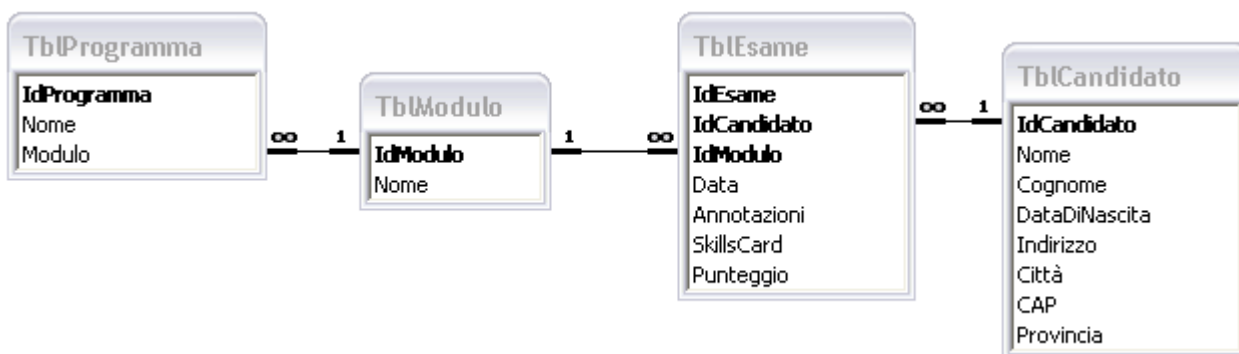 TblProgramma
IdProgramma
Nome
Modulo
∞ 1
TblModulo
IdModulo
Nome
1 ∞
TblEsame
IdEsame
IdCandidato
IdModulo
Data
Annotazioni
SkillsCard
Punteggio
∞ 1
TblCandidato
IdCandidato
Nome
Cognome
DataDiNascita
Indirizzo
Città
CAP
Provincia